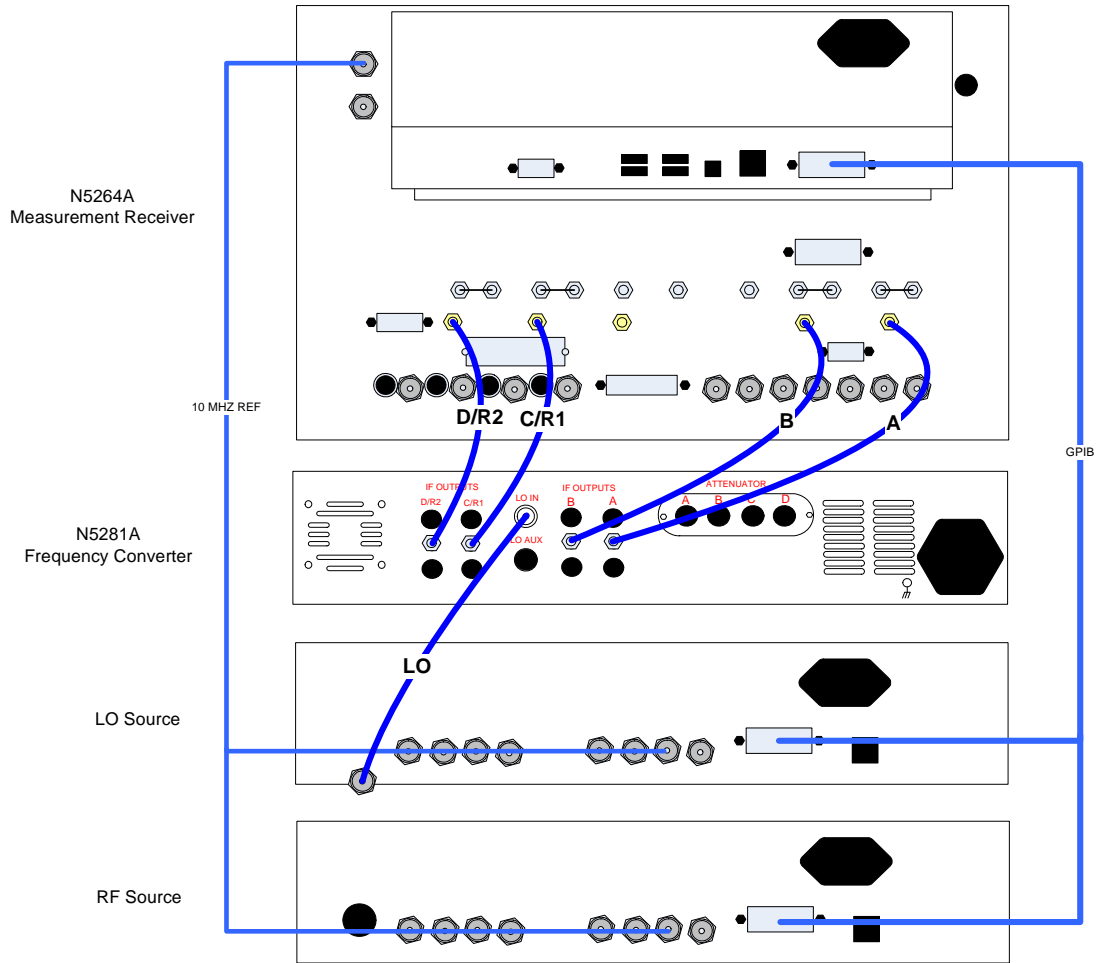 N5264A
Measurement Receiver
10 MHZ REF
D/R2
C/R1
B
A
GPIB
N5281A
Frequency Converter
IF OUTPUTS
D/R2
C/R1
LO IN
LO AUX
IF OUTPUTS
B
A
ATTENUATOR
A
B
C
D
LO
LO Source
RF Source